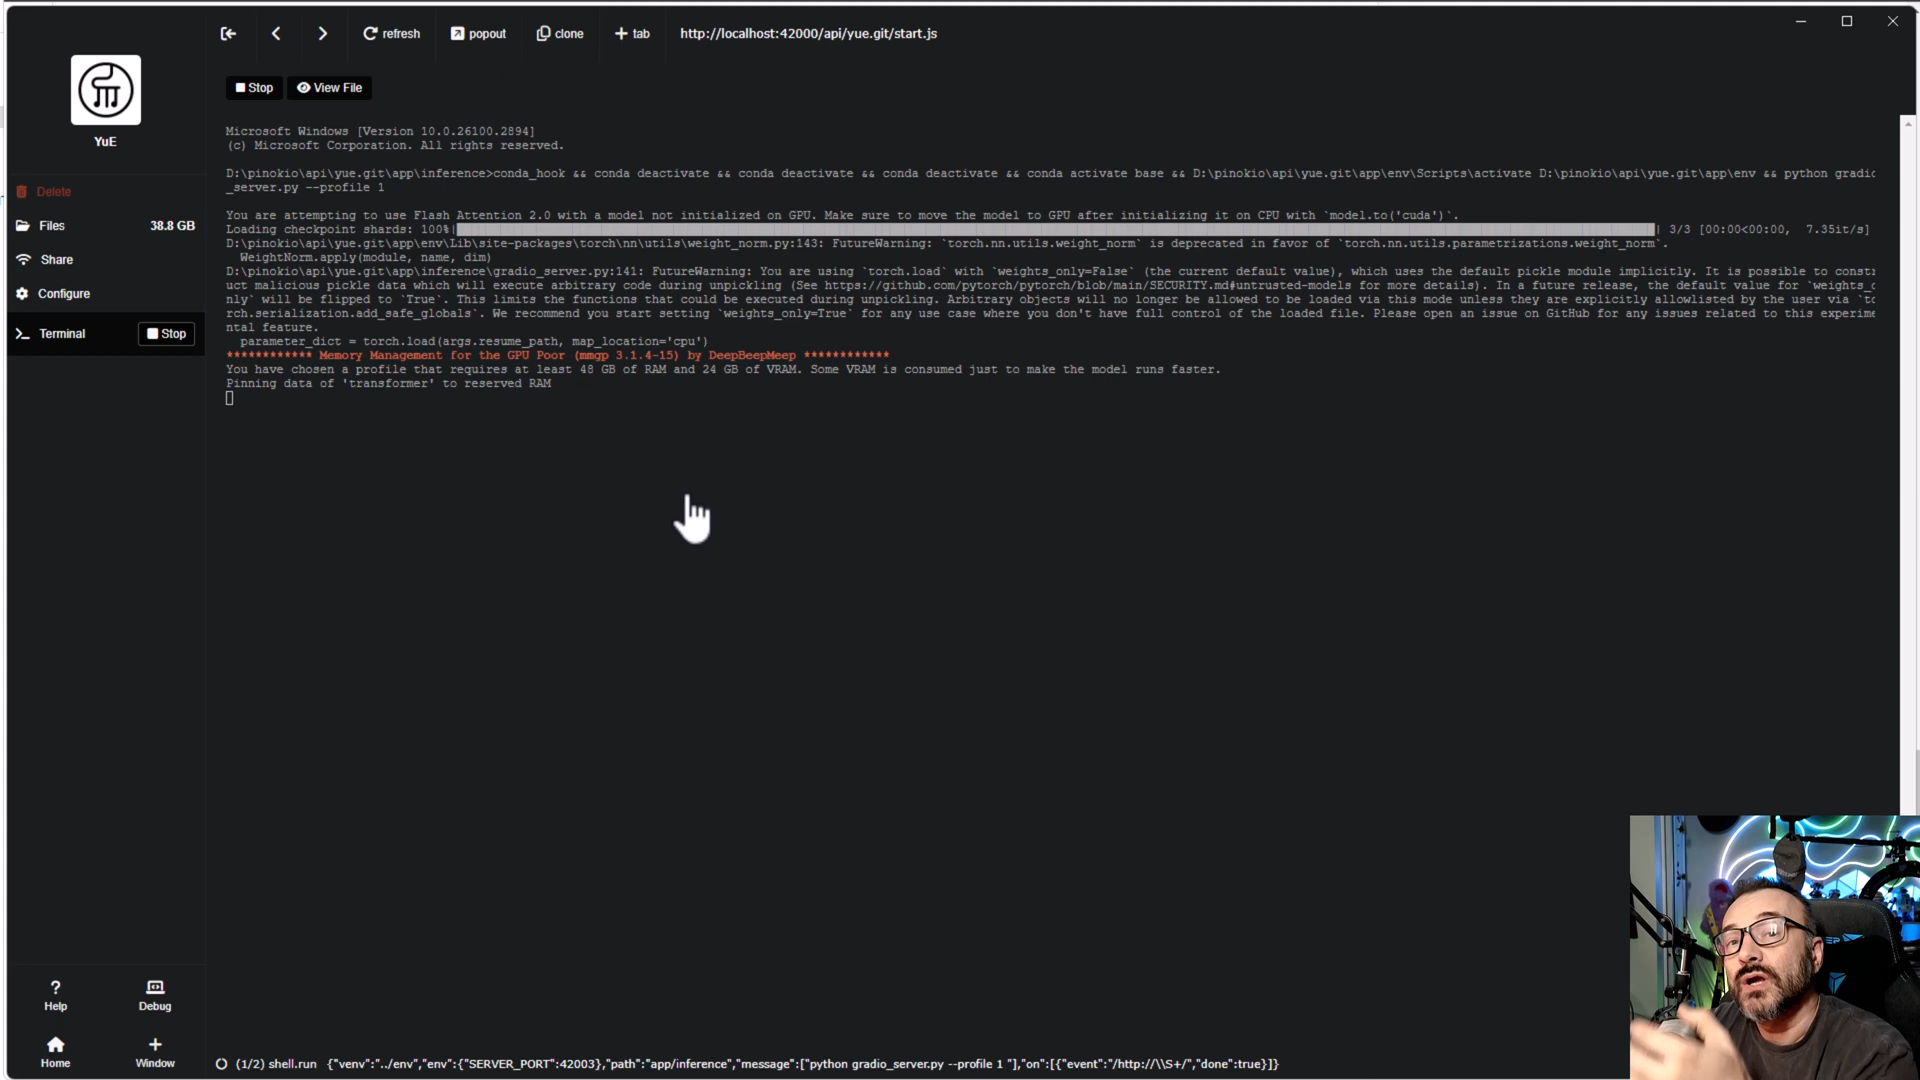 refresh
popout
clone
tab
http://localhost:42000/api/yue.git/start.js
YuE
Stop
View File
Delete
Files 38.8 GB
Share
Configure
Terminal Stop
Microsoft Windows [Version 10.0.26100.2894]
(c) Microsoft Corporation. All rights reserved.
D:\pinokio\api\yue.git\app\inference>conda_hook && conda deactivate && conda deactivate && conda deactivate && conda activate base && D:\pinokio\api\yue.git\app\env\Scripts\activate D:\pinokio\api\yue.git\app\env && python gradio
_server.py --profile 1
You are attempting to use Flash Attention 2.0 with a model not initialized on GPU. Make sure to move the model to GPU after initializing it on CPU with `model.to('cuda')`.
Loading checkpoint shards: 100%| | 3/3 [00:00<00:00, 7.35it/s]
D:\pinokio\api\yue.git\app\env\Lib\site-packages\torch\nn\utils\weight_norm.py:143: FutureWarning: `torch.nn.utils.weight_norm` is deprecated in favor of `torch.nn.utils.parametrizations.weight_norm`.
WeightNorm.apply(module, name, dim)
D:\pinokio\api\yue.git\app\inference\gradio_server.py:141: FutureWarning: You are using `torch.load` with `weights_only=False` (the current default value), which uses the default pickle module implicitly. It is possible to constr
uct malicious pickle data which will execute arbitrary code during unpickling (See https://github.com/pytorch/pytorch/blob/main/SECURITY.md#untrusted-models for more details). In a future release, the default value for `weights_o
nly` will be flipped to `True`. This limits the functions that could be executed during unpickling. Arbitrary objects will no longer be allowed to be loaded via this mode unless they are explicitly allowlisted by the user via `to
rch.serialization.add_safe_globals`. We recommend you start setting `weights_only=True` for any use case where you don't have full control of the loaded file. Please open an issue on GitHub for any issues related to this experime
ntal feature.
parameter_dict = torch.load(args.resume_path, map_location='cpu')
************ Memory Management for the GPU Poor (mmgp 3.1.4-15) by DeepBeepMeep ************
You have chosen a profile that requires at least 48 GB of RAM and 24 GB of VRAM. Some VRAM is consumed just to make the model runs faster.
Pinning data of 'transformer' to reserved RAM
Help
Debug
Home
Window
(1/2) shell.run {"venv":"../env","env":{"SERVER_PORT":42003},"path":"app/inference","message":["python gradio_server.py --profile 1 "],"on":[{"event":"/http:\/\/\\S+/","done":true}]}